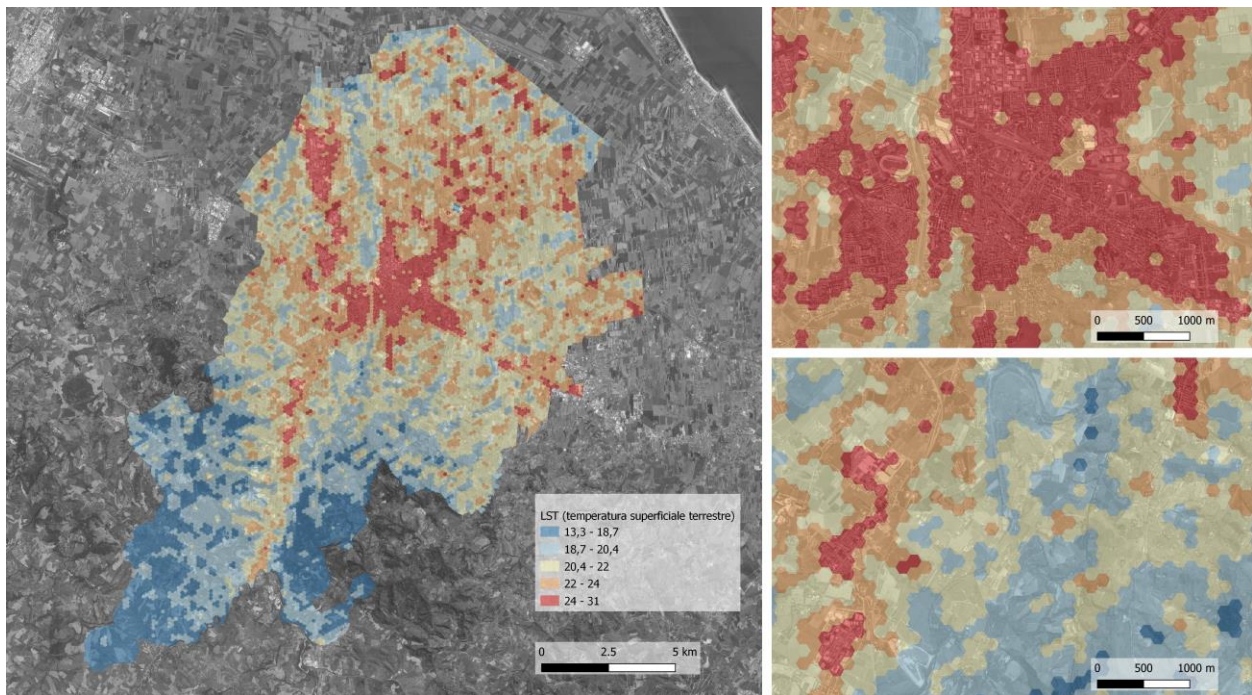 LST (temperatura superficiale terrestre)
13,3 - 18,7
18,7 - 20,4
20,4 - 22
22 - 24
24 - 31
0 2.5 5 km
0 500 1000 m
0 500 1000 m